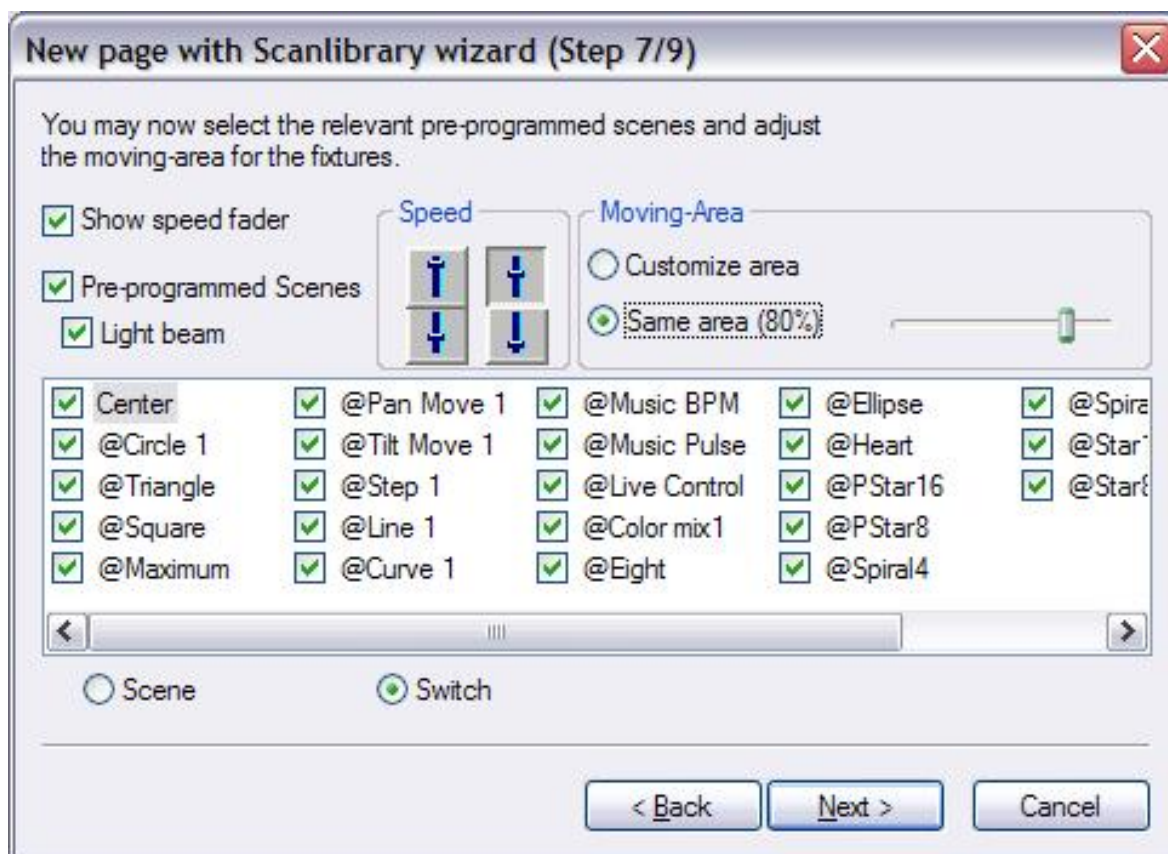 New page with Scanlibrary wizard (Step 7/9)
You may now select the relevant pre-programmed scenes and adjust
the moving-area for the fixtures.
Show speed fader
Speed
Moving-Area
Pre-programmed Scenes
Customize area
Light beam
Same area (80%)
Center @Pan Move 1 @Music BPM @Ellipse @Spira
@Circle 1 @Tilt Move 1 @Music Pulse @Heart @Star
@Triangle @Step 1 @Live Control @PStar16 @Star8
@Square @Line 1 @Color mix1 @PStar8
@Maximum @Curve 1 @Eight @Spiral4
Scene Switch
< Back Next > Cancel